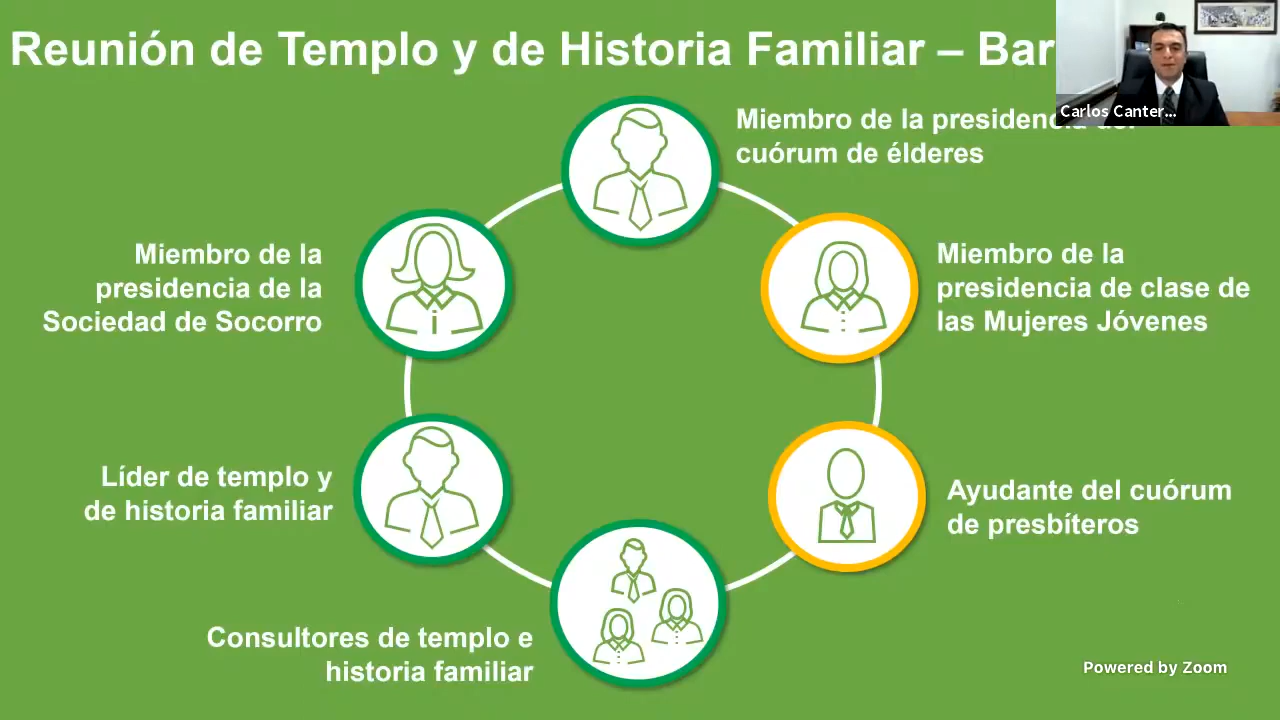 Reunión de Templo y de Historia Familiar – Bar
Carlos Canter...
Miembro de la presidencia del
cuórum de élderes
Miembro de la
presidencia de la
Sociedad de Socorro
Miembro de la
presidencia de clase de
las Mujeres Jóvenes
Líder de templo y
de historia familiar
Ayudante del cuórum
de presbíteros
Consultores de templo e
historia familiar
Powered by Zoom